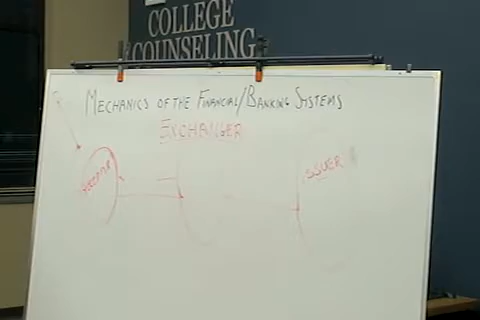 COLLEGE
COUNSELING
MECHANICS OF THE FINANCIAL/BANKING SYSTEMS
EXCHANGER
ISSUER